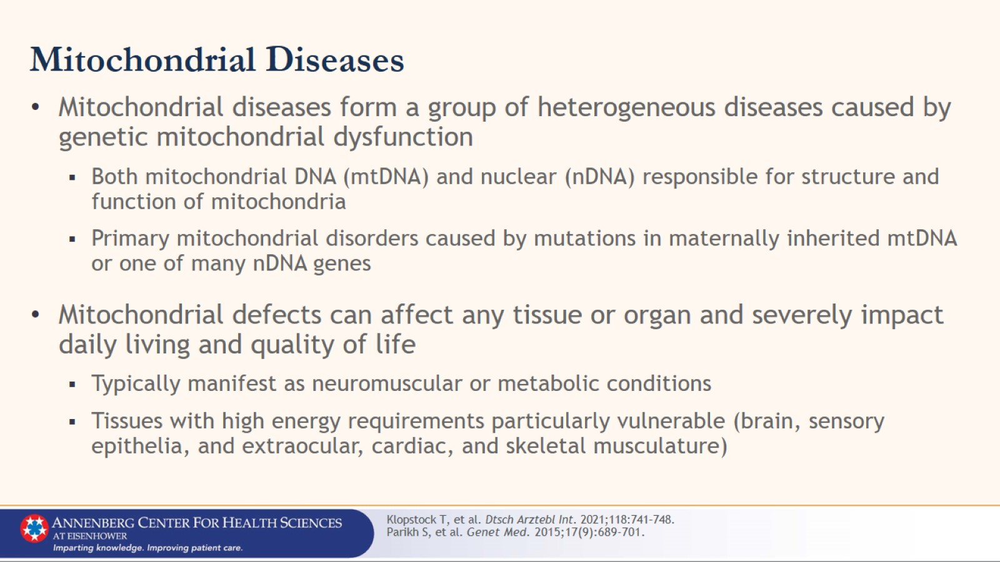 Mitochondrial Diseases
• Mitochondrial diseases form a group of heterogeneous diseases caused by
genetic mitochondrial dysfunction
▪ Both mitochondrial DNA (mtDNA) and nuclear (nDNA) responsible for structure and
function of mitochondria
▪ Primary mitochondrial disorders caused by mutations in maternally inherited mtDNA
or one of many nDNA genes
• Mitochondrial defects can affect any tissue or organ and severely impact
daily living and quality of life
▪ Typically manifest as neuromuscular or metabolic conditions
▪ Tissues with high energy requirements particularly vulnerable (brain, sensory
epithelia, and extraocular, cardiac, and skeletal musculature)
ANNENBERG CENTER FOR HEALTH SCIENCES
AT EISENHOWER
Imparting knowledge. Improving patient care.
Klopstock T, et al. Dtsch Arztebl Int. 2021;118:741-748.
Parikh S, et al. Genet Med. 2015;17(9):689-701.